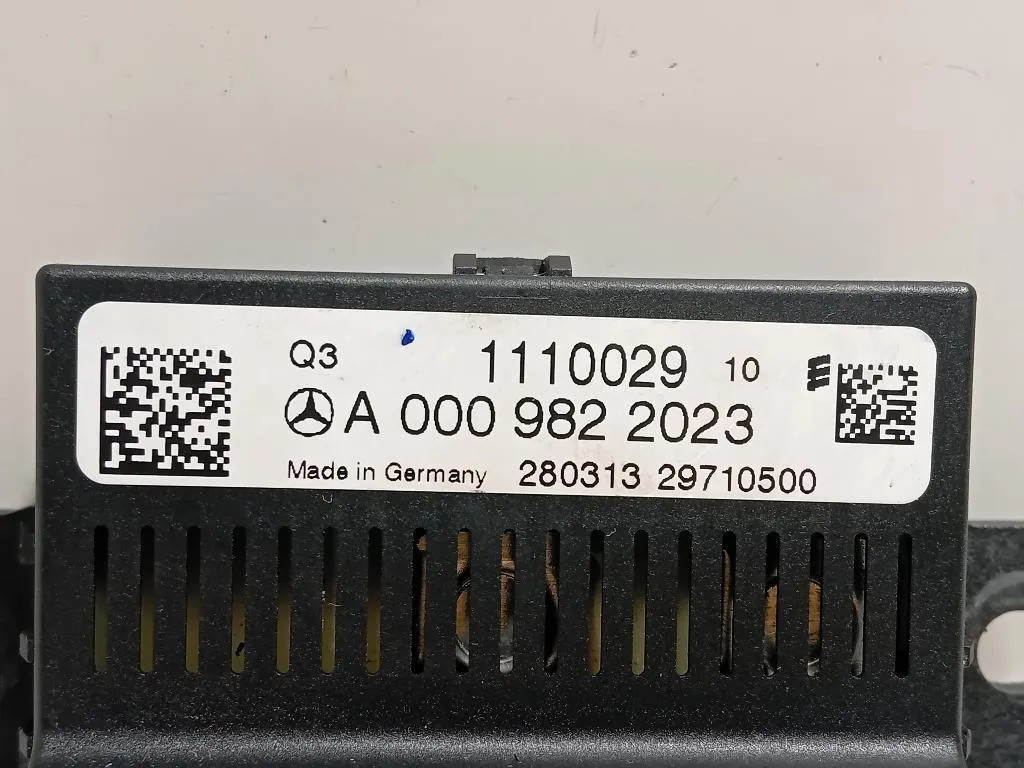 Q3 1110029 10
A 000 982 2023
Made in Germany 280313 29710500